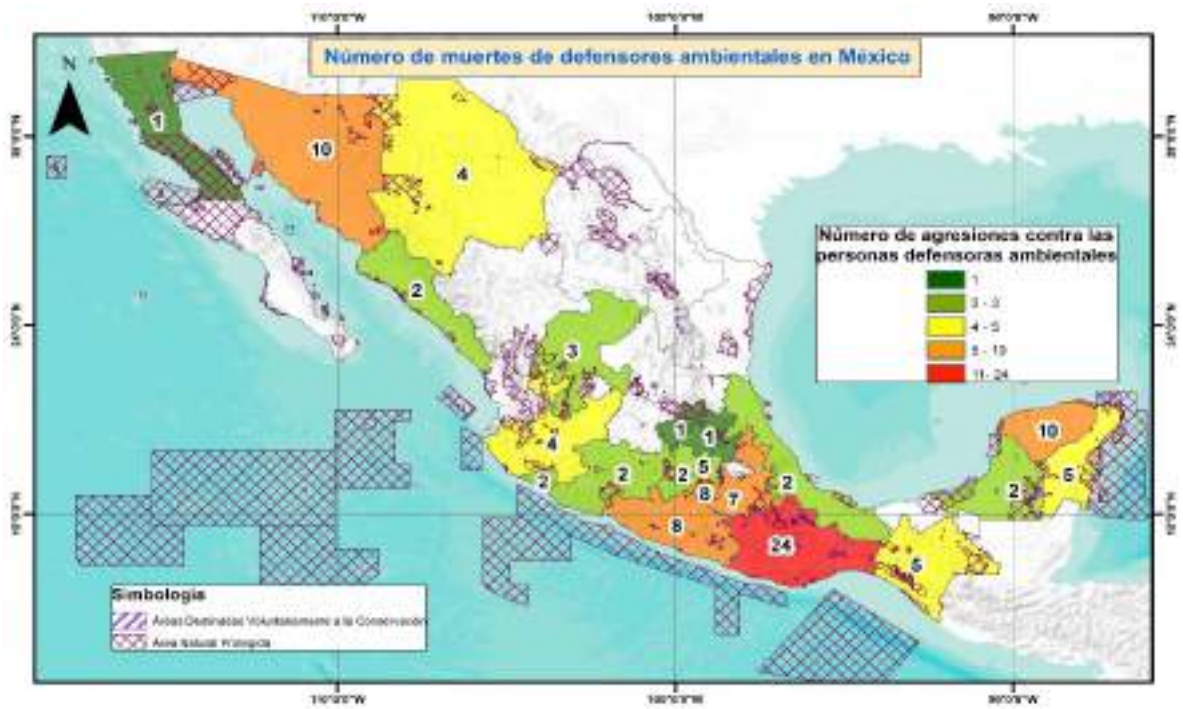 Número de muertes de defensores ambientales en México
N
1
10
4
2
3
4
1
1
2
2
2
5
8
7
2
8
24
5
10
2
5
Número de agresiones contra las
personas defensoras ambientales
1
4 - 5
11 - 24
Simbología
Áreas Destinadas Voluntariamente a la Conservación
Área Natural Protegida